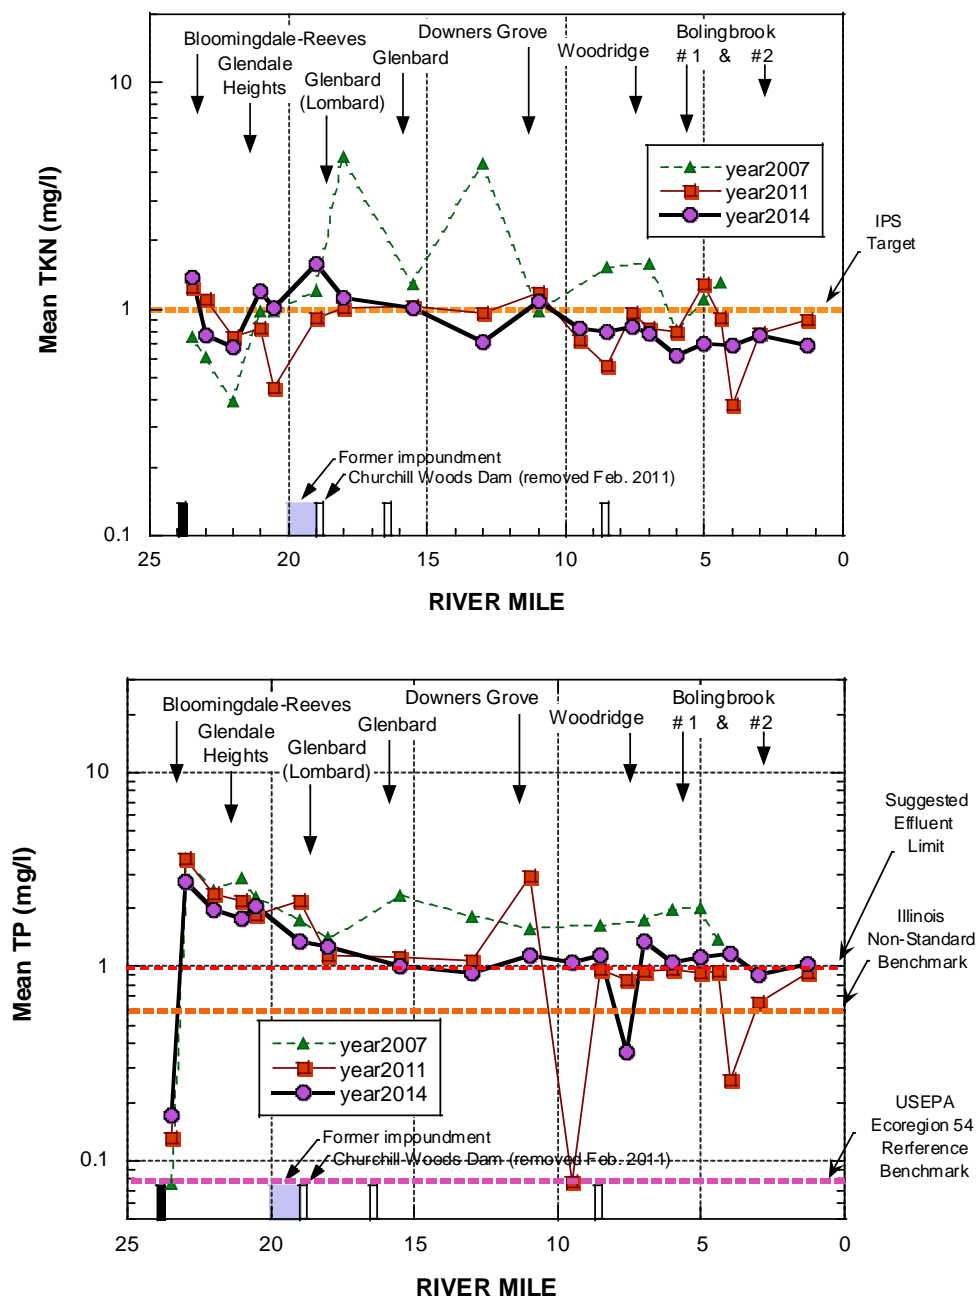 Bloomingdale-Reeves
Glendale
Heights
Glenbard
(Lombard)
Glenbard
Downers Grove
Woodridge
Bolingbrook
# 1 & #2
10
1
0.1
Mean TKN (mg/l)
year2007
year2011
year2014
IPS
Target
Former impoundment
Churchill Woods Dam (removed Feb. 2011)
25 20 15 10 5 0
RIVER MILE
Bloomingdale-Reeves
Glendale
Heights
Glenbard
(Lombard)
Glenbard
Downers Grove
Woodridge
Bolingbrook
# 1 & #2
10
1
0.1
Mean TP (mg/l)
Suggested
Effluent
Limit
Illinois
Non-Standard
Benchmark
year2007
year2011
year2014
USEPA
Ecoregion 54
Rerference
Benchmark
Former impoundment
Churchill Woods Dam (removed Feb. 2011)
25 20 15 10 5 0
RIVER MILE